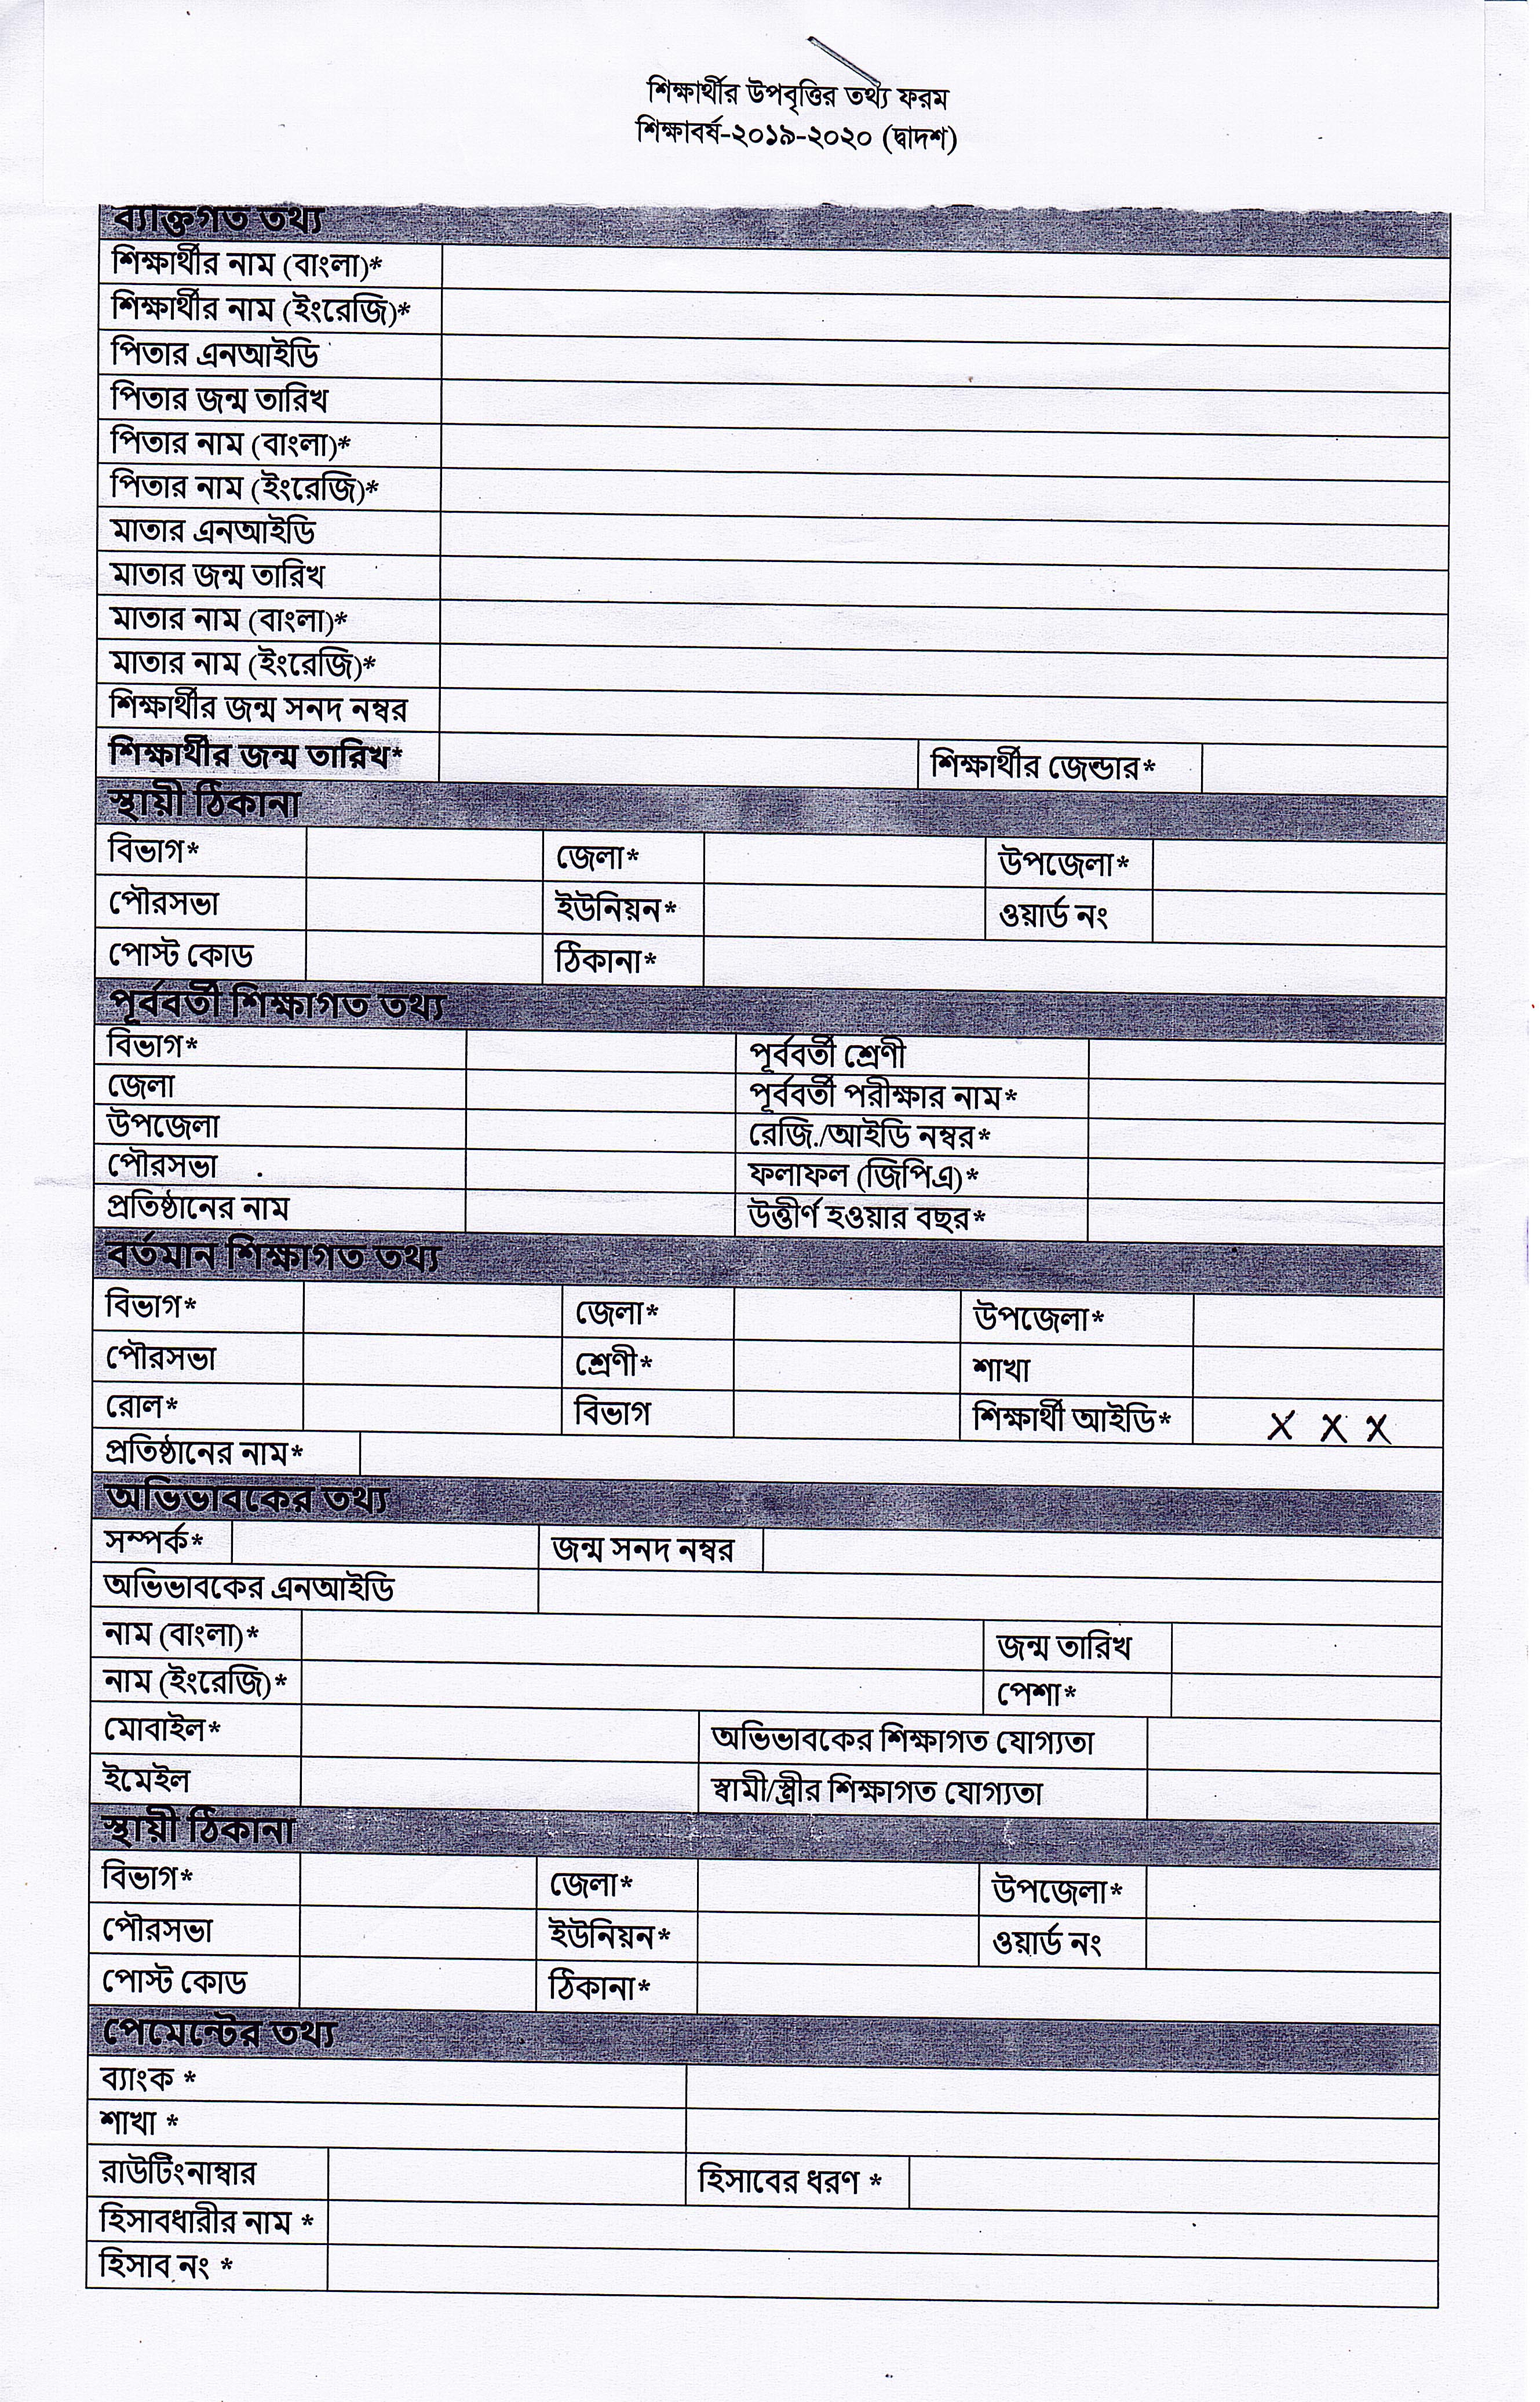 শিক্ষার্থীর উপবৃত্তির তথ্য ফরম
শিক্ষাবর্ষ-২০১৯-২০২০ (দ্বাদশ)
ব্যক্তিগত তথ্য
শিক্ষার্থীর নাম (বাংলা)*
শিক্ষার্থীর নাম (ইংরেজি)*
পিতার এনআইডি
পিতার জন্ম তারিখ
পিতার নাম (বাংলা)*
পিতার নাম (ইংরেজি)*
মাতার এনআইডি
মাতার জন্ম তারিখ
মাতার নাম (বাংলা)*
মাতার নাম (ইংরেজি)*
শিক্ষার্থীর জন্ম সনদ নম্বর
শিক্ষার্থীর জন্ম তারিখ* শিক্ষার্থীর জেন্ডার*
স্থায়ী ঠিকানা
বিভাগ* জেলা* উপজেলা*
পৌরসভা ইউনিয়ন* ওয়ার্ড নং
পোস্ট কোড ঠিকানা*
পূর্ববর্তী শিক্ষাগত তথ্য
বিভাগ* পূর্ববর্তী শ্রেণী
জেলা পূর্ববর্তী পরীক্ষার নাম*
উপজেলা রেজি./আইডি নম্বর*
পৌরসভা ফলাফল (জিপিএ)*
প্রতিষ্ঠানের নাম উত্তীর্ণ হওয়ার বছর*
বর্তমান শিক্ষাগত তথ্য
বিভাগ* জেলা* উপজেলা*
পৌরসভা শ্রেণী* শাখা
রোল* বিভাগ শিক্ষার্থী আইডি* X X X
প্রতিষ্ঠানের নাম*
অভিভাবকের তথ্য
সম্পর্ক* জন্ম সনদ নম্বর
অভিভাবকের এনআইডি
নাম (বাংলা)* জন্ম তারিখ
নাম (ইংরেজি)* পেশা*
মোবাইল* অভিভাবকের শিক্ষাগত যোগ্যতা
ইমেইল স্বামী/স্ত্রীর শিক্ষাগত যোগ্যতা
স্থায়ী ঠিকানা
বিভাগ* জেলা* উপজেলা*
পৌরসভা ইউনিয়ন* ওয়ার্ড নং
পোস্ট কোড ঠিকানা*
পেমেন্টের তথ্য
ব্যাংক *
শাখা *
রাউটিংনাম্বার হিসাবের ধরণ *
হিসাবধারীর নাম *
হিসাব নং *